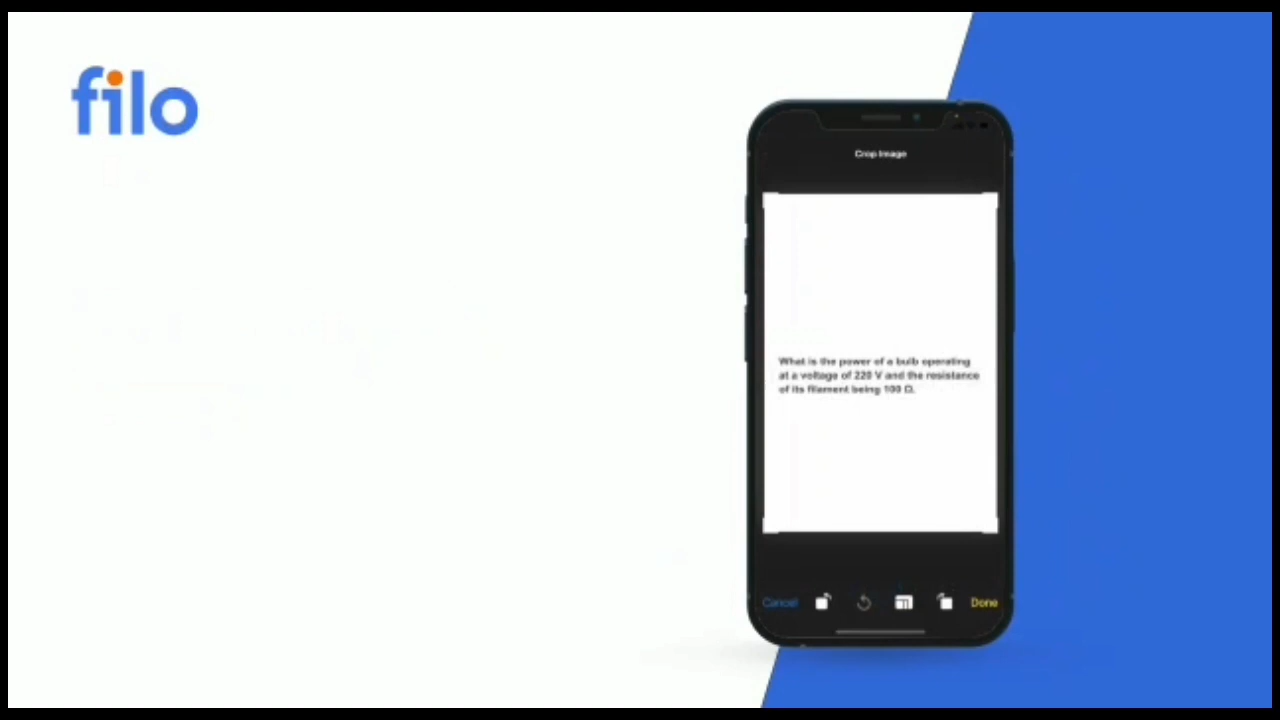 filo
Crop Image
What is the power of a bulb operating
at a voltage of 220 V and the resistance
of its filament being 100 Ω.
Cancel
Done